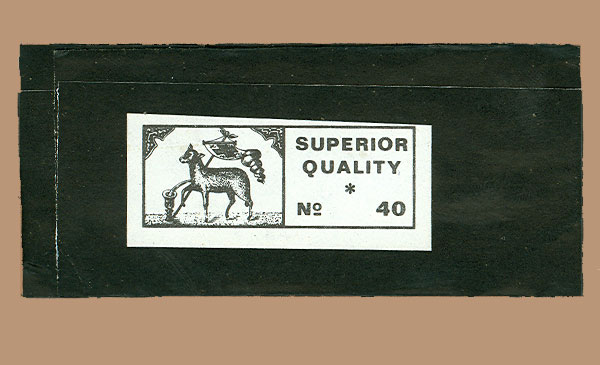 SUPERIOR
QUALITY
*
Nº 40